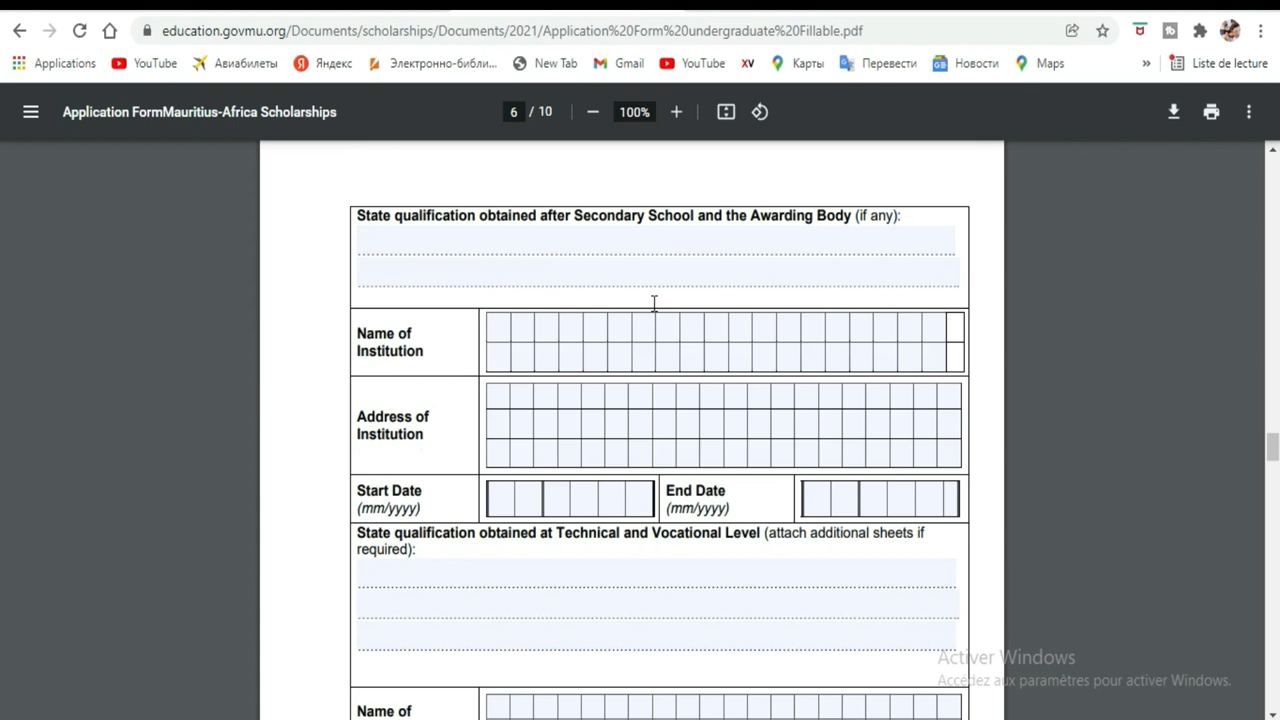 education.govmu.org/Documents/scholarships/Documents/2021/Application%20Form%20undergraduate%20Fillable.pdf
Applications YouTube Авиабилеты Яндекс Электронно-библи... New Tab Gmail YouTube XV Карты Перевести Новости Maps » Liste de lecture
Application FormMauritius-Africa Scholarships 6 / 10 − 100% +
State qualification obtained after Secondary School and the Awarding Body (if any):
Name of
Institution
Address of
Institution
Start Date
(mm/yyyy)
End Date
(mm/yyyy)
State qualification obtained at Technical and Vocational Level (attach additional sheets if
required):
Activer Windows
Accédez aux paramètres pour activer Windows.
Name of